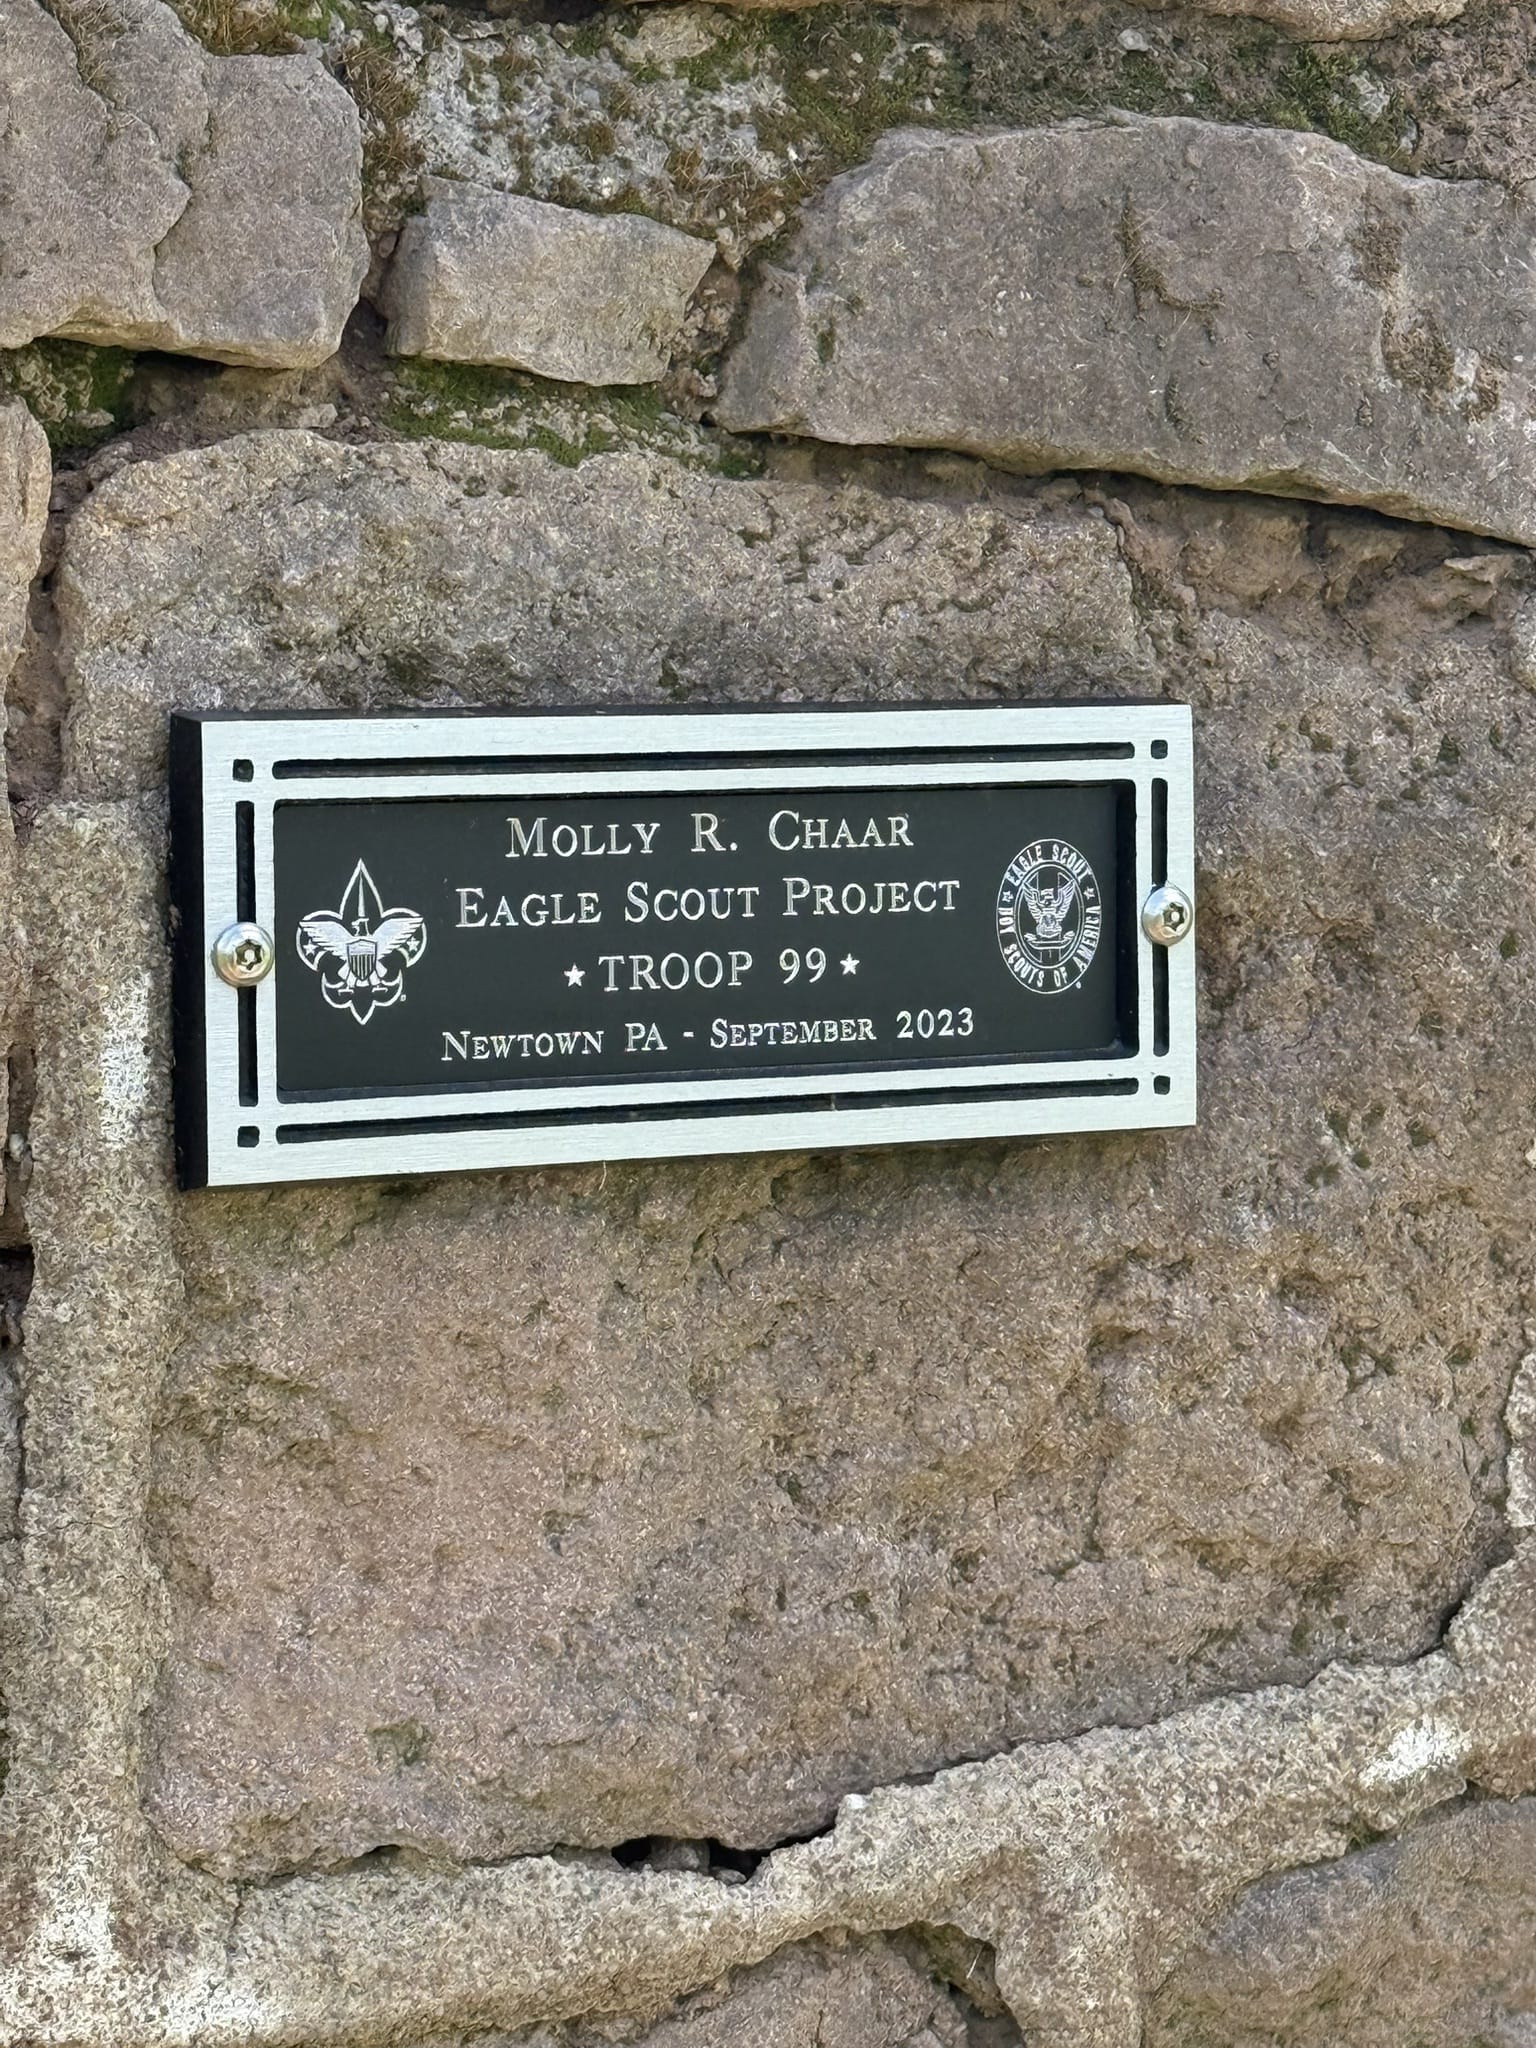 MOLLY R. CHAAR
EAGLE SCOUT PROJECT
★ TROOP 99 ★
NEWTOWN PA - SEPTEMBER 2023
★ EAGLE SCOUT ★
BOY SCOUTS OF AMERICA